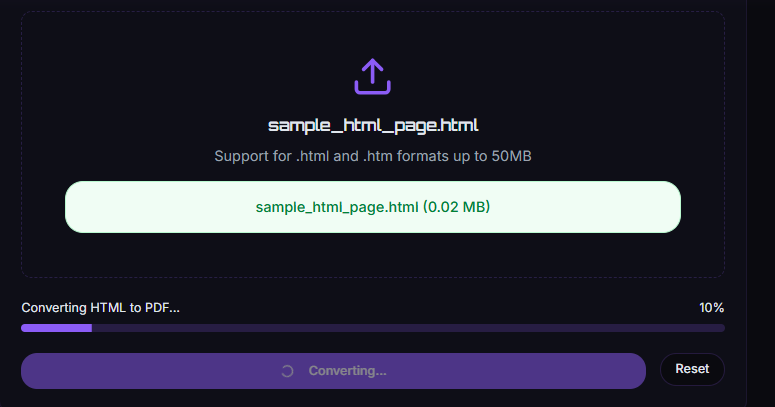 sample_html_page.html
Support for .html and .htm formats up to 50MB
sample_html_page.html (0.02 MB)
Converting HTML to PDF... 10%
Converting... Reset